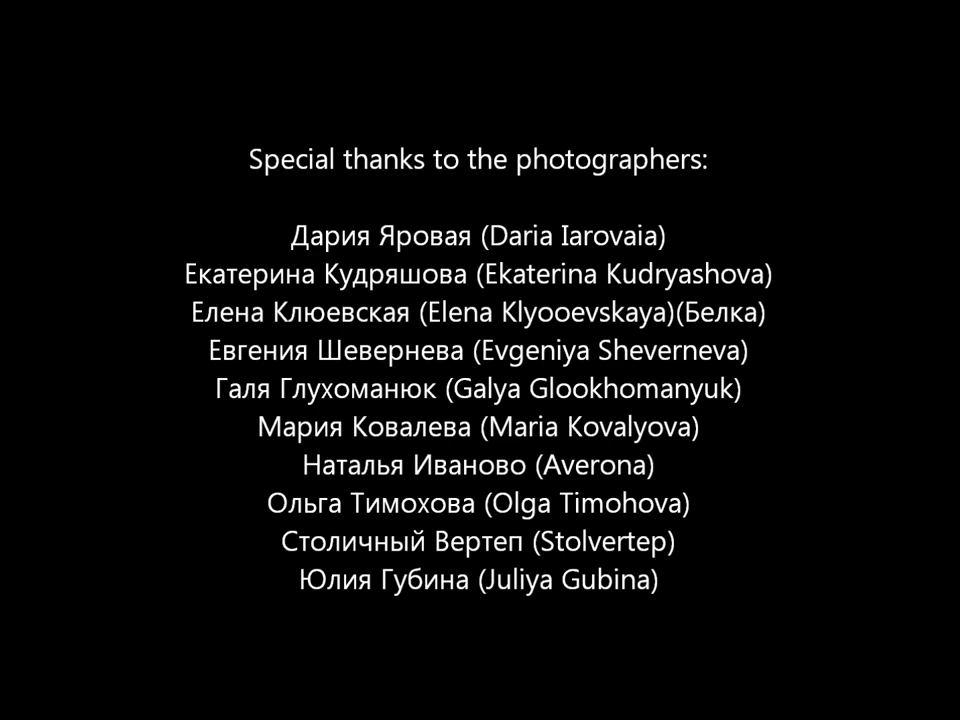 Special thanks to the photographers:
Дария Яровая (Daria Iarovaia)
Екатерина Кудряшова (Ekaterina Kudryashova)
Елена Клюевская (Elena Klyooevskaya)(Белка)
Евгения Шевернева (Evgeniya Sheverneva)
Галя Глухоманюк (Galya Glookhomanyuk)
Мария Ковалева (Maria Kovalyova)
Наталья Иваново (Averona)
Ольга Тимохова (Olga Timohova)
Столичный Вертеп (Stolvertep)
Юлия Губина (Juliya Gubina)